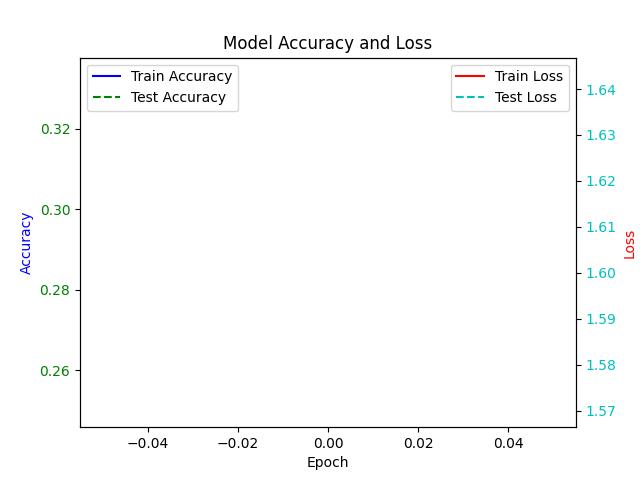 Model Accuracy and Loss
Train Accuracy
Test Accuracy
Train Loss
Test Loss
0.32
0.30
0.28
0.26
Accuracy
1.64
1.63
1.62
1.61
1.60
1.59
1.58
1.57
Loss
−0.04
−0.02
0.00
0.02
0.04
Epoch